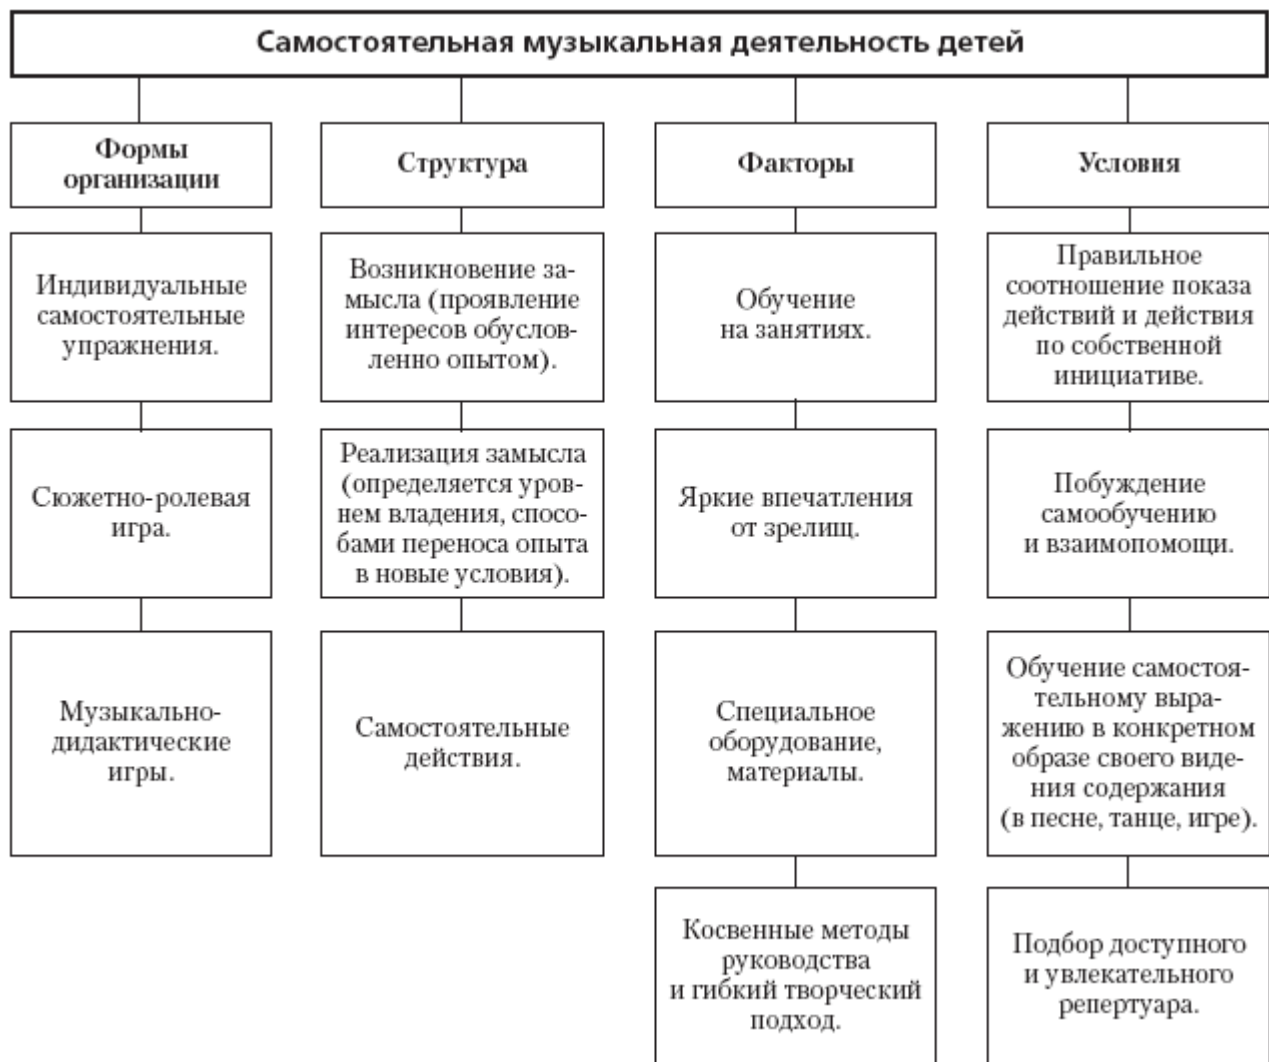 Самостоятельная музыкальная деятельность детей
Формы
организации
Структура
Факторы
Условия
Индивидуальные
самостоятельные
упражнения.
Возникновение за-
мысла (проявление
интересов обуслов-
ленно опытом).
Обучение
на занятиях.
Правильное
соотношение показа
действий и действия
по собственной
инициативе.
Сюжетно-ролевая
игра.
Реализация замысла
(определяется уров-
нем владения, спосо-
бами переноса опыта
в новые условия).
Яркие впечатления
от зрелищ.
Побуждение
самообучению
и взаимопомощи.
Музыкально-
дидактические
игры.
Самостоятельные
действия.
Специальное
оборудование,
материалы.
Обучение самостоя-
тельному выра-
жению в конкретном
образе своего виде-
ния содержания
(в песне, танце, игре).
Косвенные методы
руководства
и гибкий творческий
подход.
Подбор доступного
и увлекательного
репертуара.